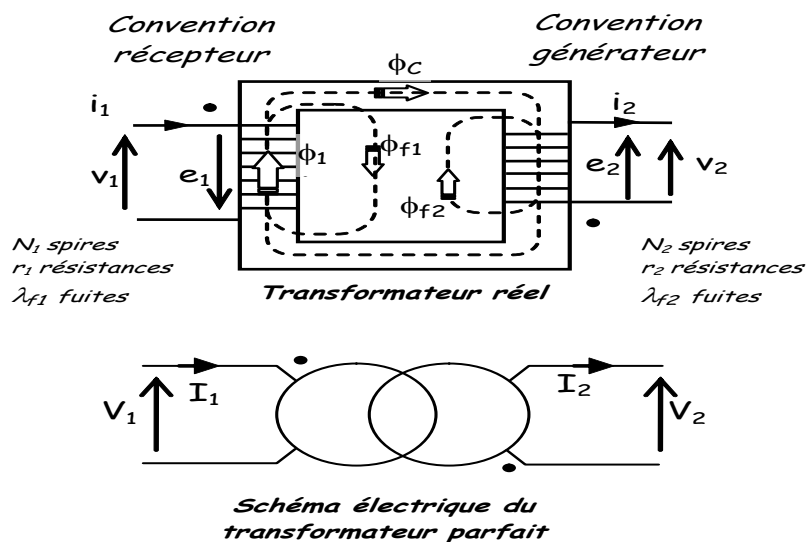 Convention
récepteur
Convention
générateur
ϕC
i1
i2
ϕ1
ϕf1
v1
e1
e2
v2
ϕf2
N1 spires
r1 résistances
λf1 fuites
N2 spires
r2 résistances
λf2 fuites
Transformateur réel
I1
I2
V1
V2
Schéma électrique du
transformateur parfait